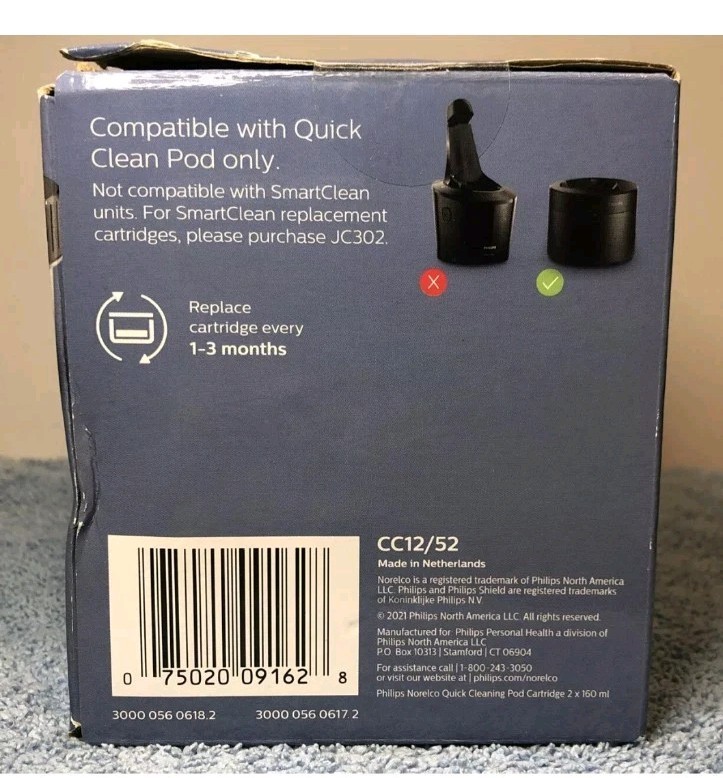 Compatible with Quick
Clean Pod only.
Not compatible with SmartClean
units. For SmartClean replacement
cartridges, please purchase JC302.
Replace
cartridge every
1-3 months
CC12/52
Made in Netherlands
Norelco is a registered trademark of Philips North America
LLC. Philips and Philips Shield are registered trademarks
of Koninklijke Philips N.V.
© 2021 Philips North America LLC. All rights reserved.
Manufactured for Philips Personal Health a division of
Philips North America LLC
P.O. Box 10313 | Stamford | CT 06904
For assistance call | 1-800-243-3050
or visit our website at | philips.com/norelco
Philips Norelco Quick Cleaning Pod Cartridge 2 x 160 ml
0 75020 09162 8
3000 056 0618.2 3000 056 0617.2